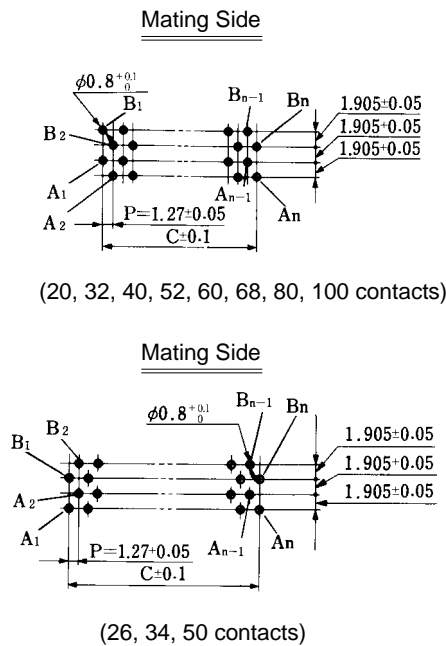 Mating Side
φ0.8 +0.1 0
B1
Bn−1
Bn
1.905±0.05
1.905±0.05
1.905±0.05
B2
A1
A2
P=1.27±0.05
An−1
An
C±0.1
(20, 32, 40, 52, 60, 68, 80, 100 contacts)
Mating Side
B2
φ0.8 +0.1 0
Bn−1
Bn
1.905±0.05
1.905±0.05
1.905±0.05
B1
A2
A1
P=1.27±0.05
An−1
An
C±0.1
(26, 34, 50 contacts)